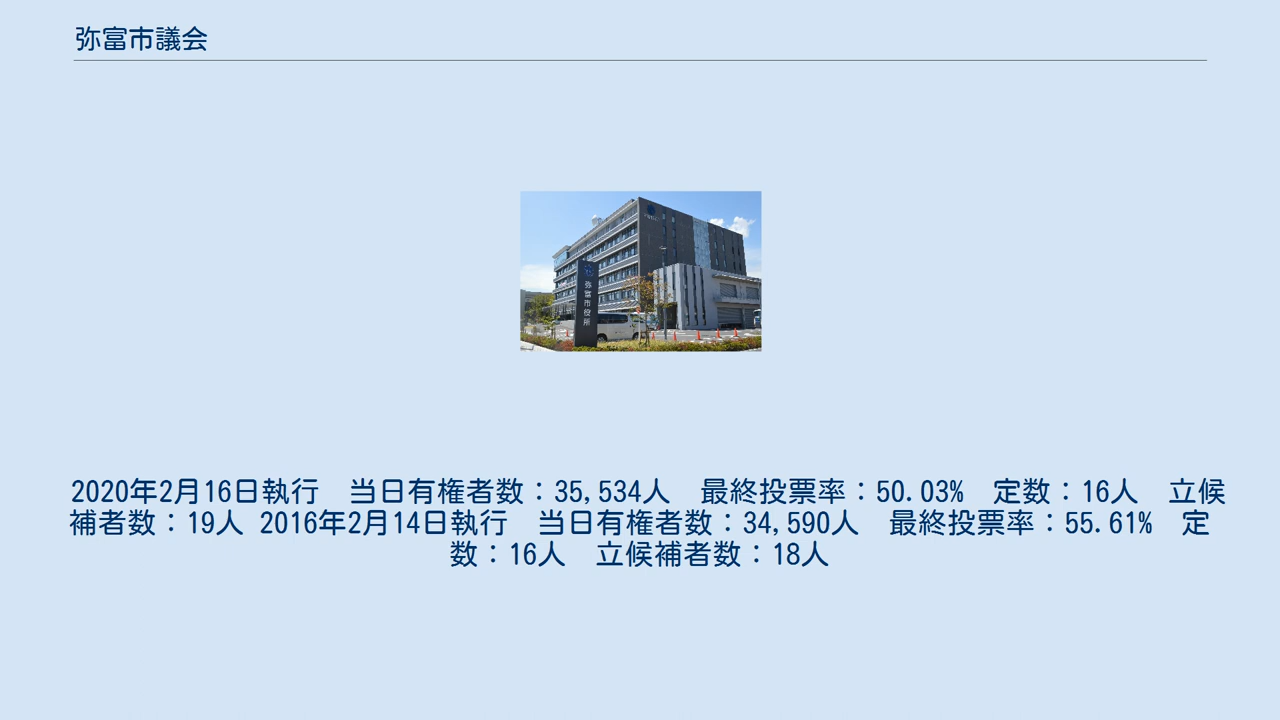 弥富市議会
弥富市役所
2020年2月16日執行　当日有権者数：35,534人　最終投票率：50.03%　定数：16人　立候
補者数：19人 2016年2月14日執行　当日有権者数：34,590人　最終投票率：55.61%　定
数：16人　立候補者数：18人